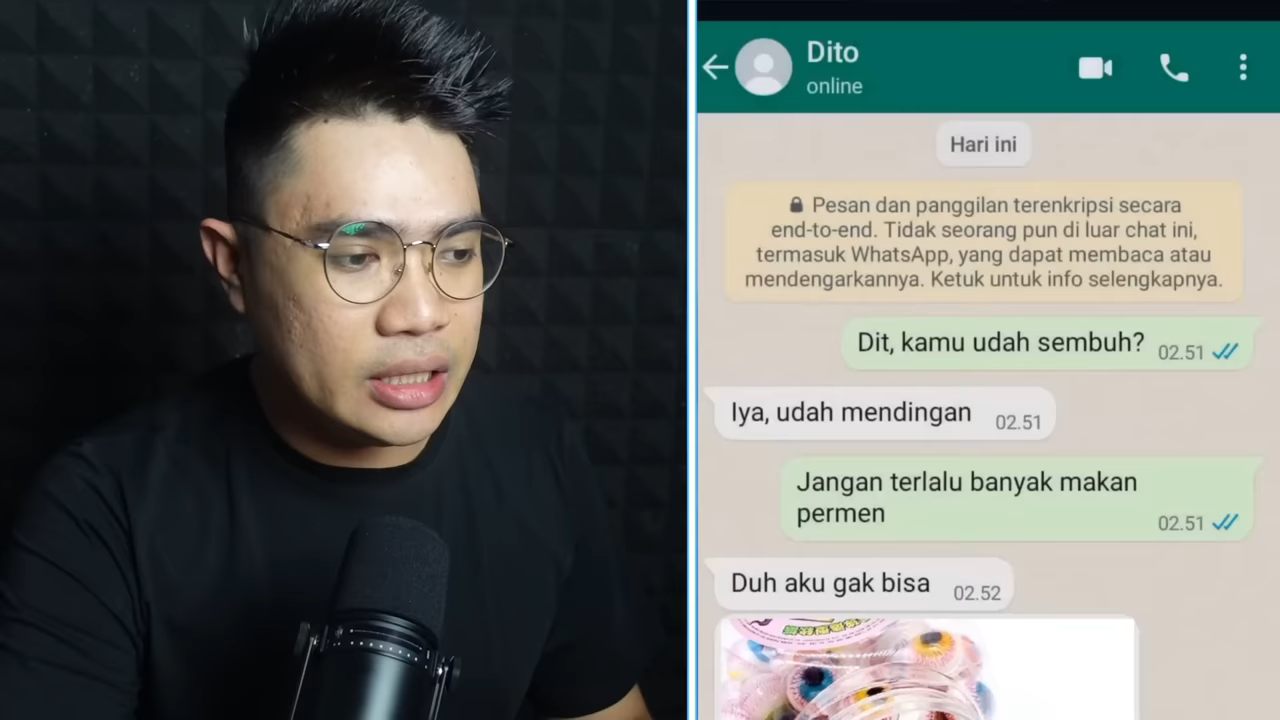 Dito
online
Hari ini
Pesan dan panggilan terenkripsi secara
end-to-end. Tidak seorang pun di luar chat ini,
termasuk WhatsApp, yang dapat membaca atau
mendengarkannya. Ketuk untuk info selengkapnya.
Dit, kamu udah sembuh? 02.51
Iya, udah mendingan 02.51
Jangan terlalu banyak makan
permen 02.51
Duh aku gak bisa 02.52